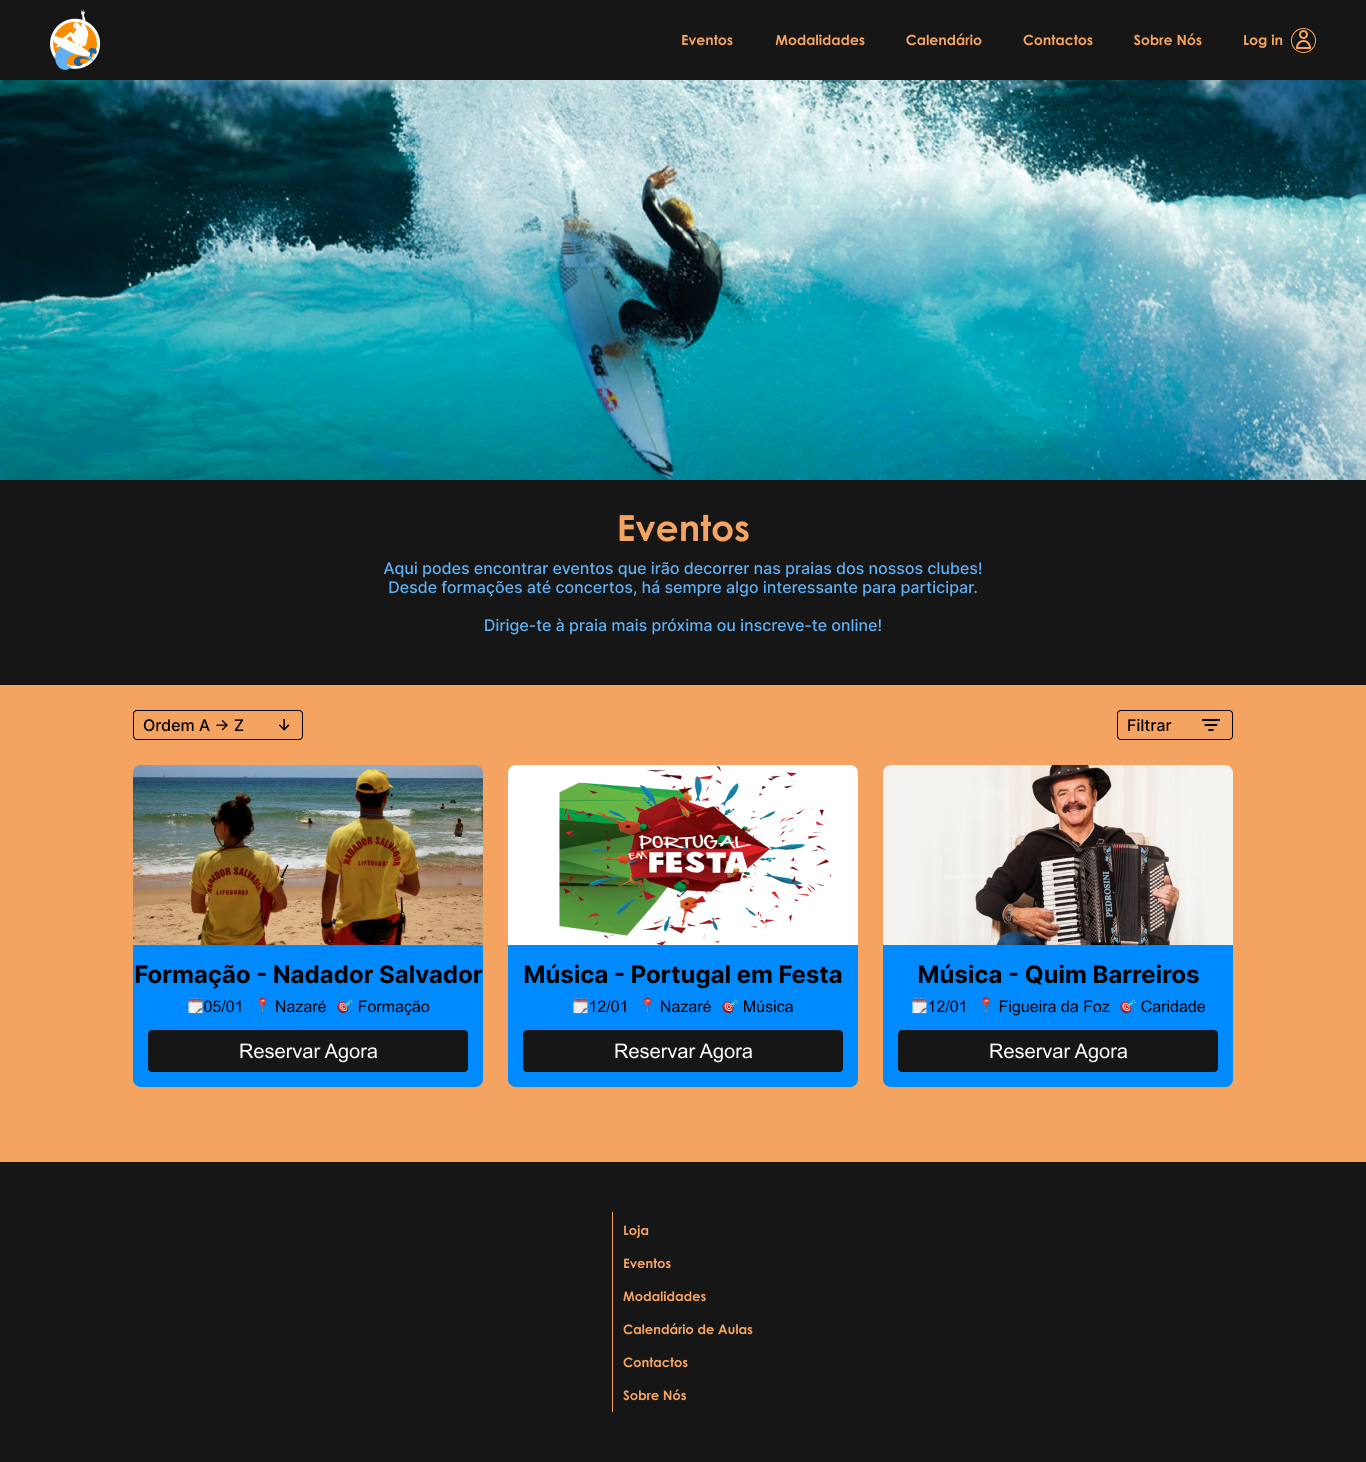 Eventos
Modalidades
Calendário
Contactos
Sobre Nós
Log in
Eventos
Aqui podes encontrar eventos que irão decorrer nas praias dos nossos clubes!
Desde formações até concertos, há sempre algo interessante para participar.
Dirige-te à praia mais próxima ou inscreve-te online!
Ordem A → Z ↓
Filtrar
NADADOR SALVADOR
LIFEGUARD
NADADOR SALVADOR
LIFEGUARD
Formação - Nadador Salvador
05/01 Nazaré Formação
Reservar Agora
PORTUGAL
EM FESTA
Música - Portugal em Festa
12/01 Nazaré Música
Reservar Agora
PEDROSINI
Música - Quim Barreiros
12/01 Figueira da Foz Caridade
Reservar Agora
Loja
Eventos
Modalidades
Calendário de Aulas
Contactos
Sobre Nós